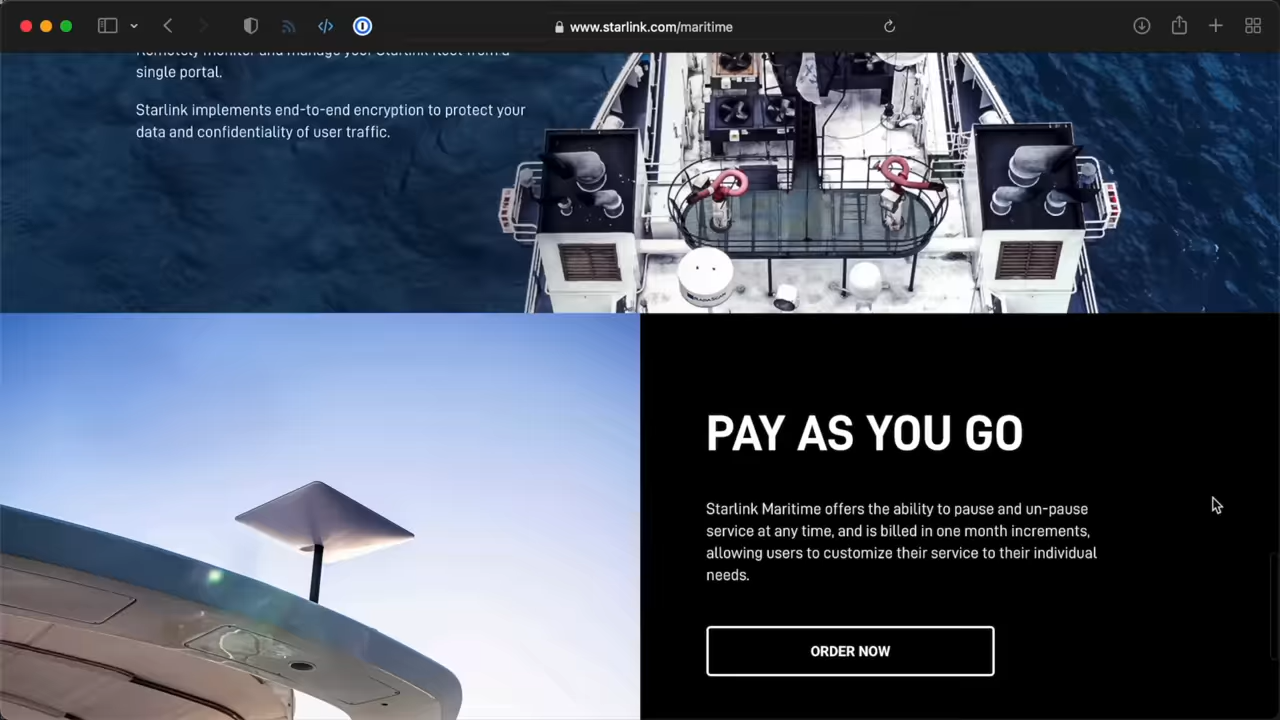 www.starlink.com/maritime
Remotely monitor and manage your Starlink fleet from a
single portal.
Starlink implements end-to-end encryption to protect your
data and confidentiality of user traffic.
PAY AS YOU GO
Starlink Maritime offers the ability to pause and un-pause
service at any time, and is billed in one month increments,
allowing users to customize their service to their individual
needs.
ORDER NOW